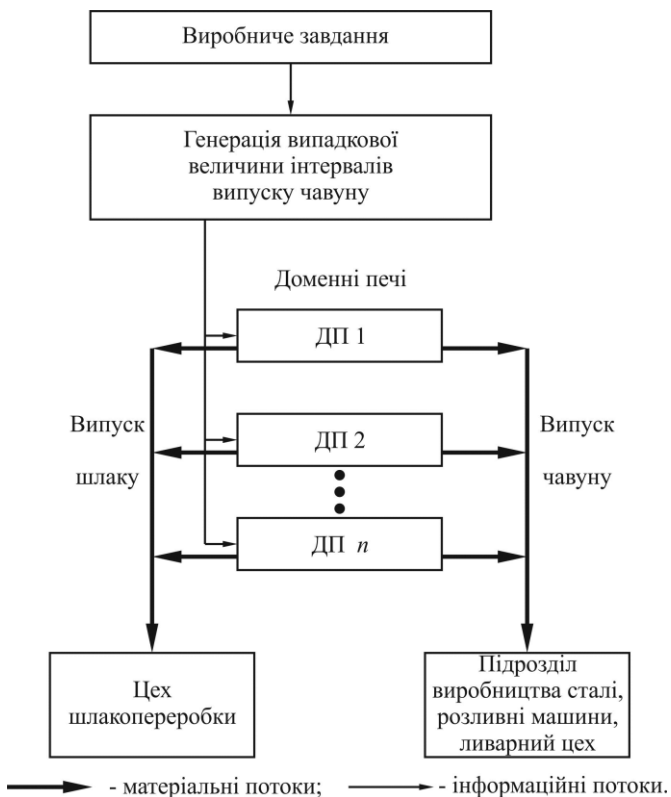 Виробниче завдання
Генерація випадкової
величини інтервалів
випуску чавуну
Доменні печі
ДП 1
Випуск
шлаку
ДП 2
Випуск
чавуну
ДП n
Цех
шлакопереробки
Підрозділ
виробництва сталі,
розливні машини,
ливарний цех
- матеріальні потоки;
- інформаційні потоки.